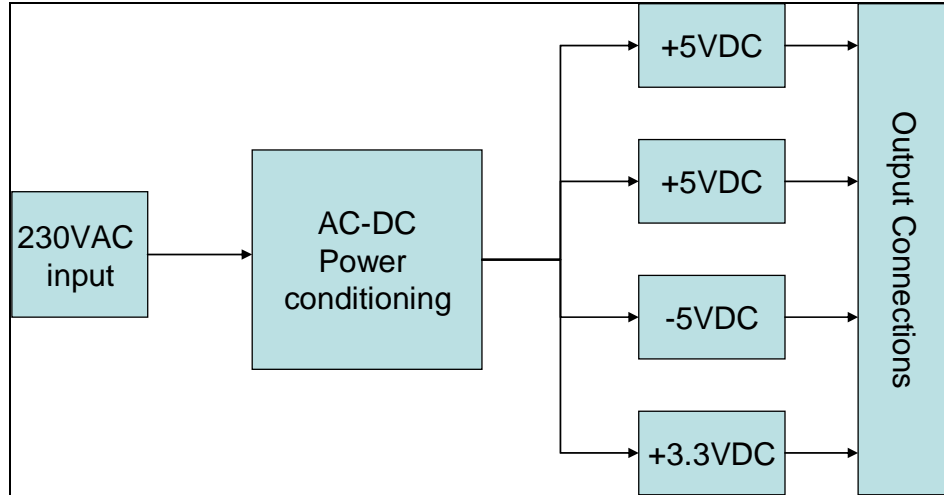 230VAC
input
AC-DC
Power
conditioning
+5VDC
+5VDC
-5VDC
+3.3VDC
Output Connections